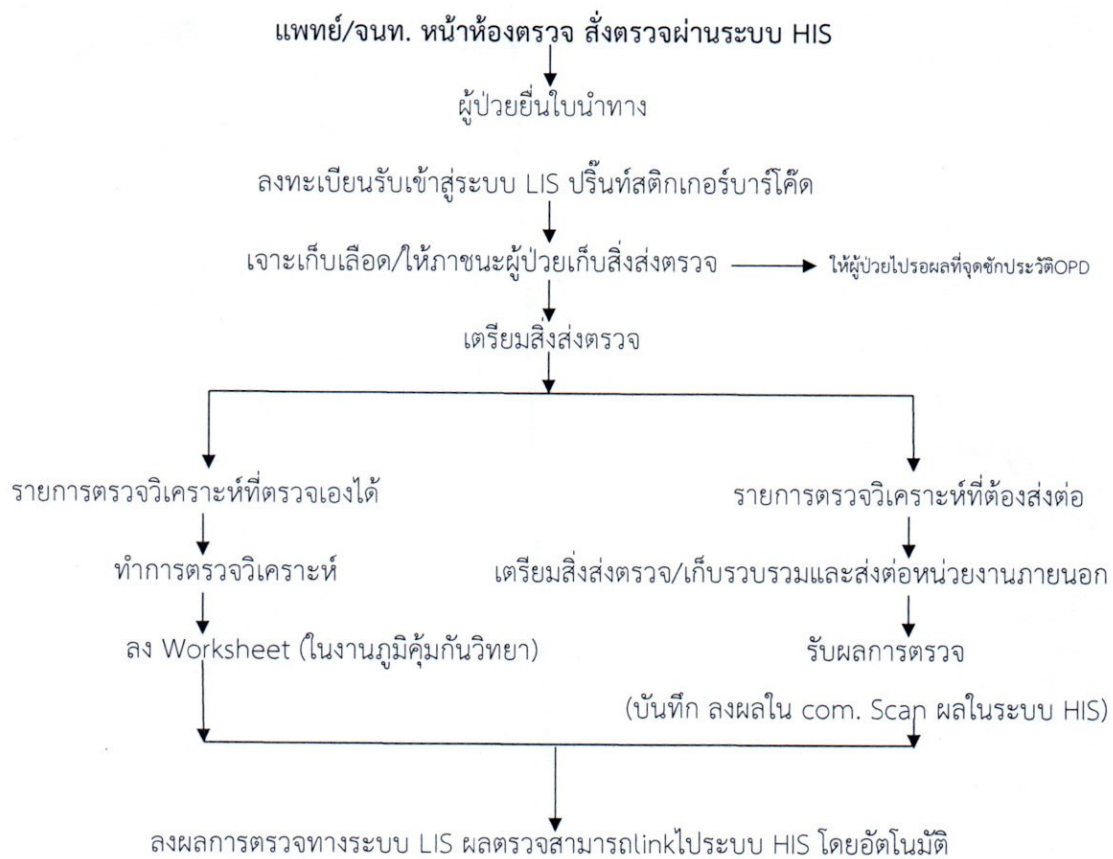 แพทย์/จนท. หน้าห้องตรวจ สั่งตรวจผ่านระบบ HIS
ผู้ป่วยยื่นใบนำทาง
ลงทะเบียนรับเข้าสู่ระบบ LIS ปริ๊นท์สติกเกอร์บาร์โค๊ด
เจาะเก็บเลือด/ให้ภาชนะผู้ป่วยเก็บสิ่งส่งตรวจ
ให้ผู้ป่วยไปรอผลที่จุดซักประวัติOPD
เตรียมสิ่งส่งตรวจ
รายการตรวจวิเคราะห์ที่ตรวจเองได้
รายการตรวจวิเคราะห์ที่ต้องส่งต่อ
ทำการตรวจวิเคราะห์
เตรียมสิ่งส่งตรวจ/เก็บรวบรวมและส่งต่อหน่วยงานภายนอก
ลง Worksheet (ในงานภูมิคุ้มกันวิทยา)
รับผลการตรวจ
(บันทึก ลงผลใน com. Scan ผลในระบบ HIS)
ลงผลการตรวจทางระบบ LIS ผลตรวจสามารถlinkไประบบ HIS โดยอัตโนมัติ